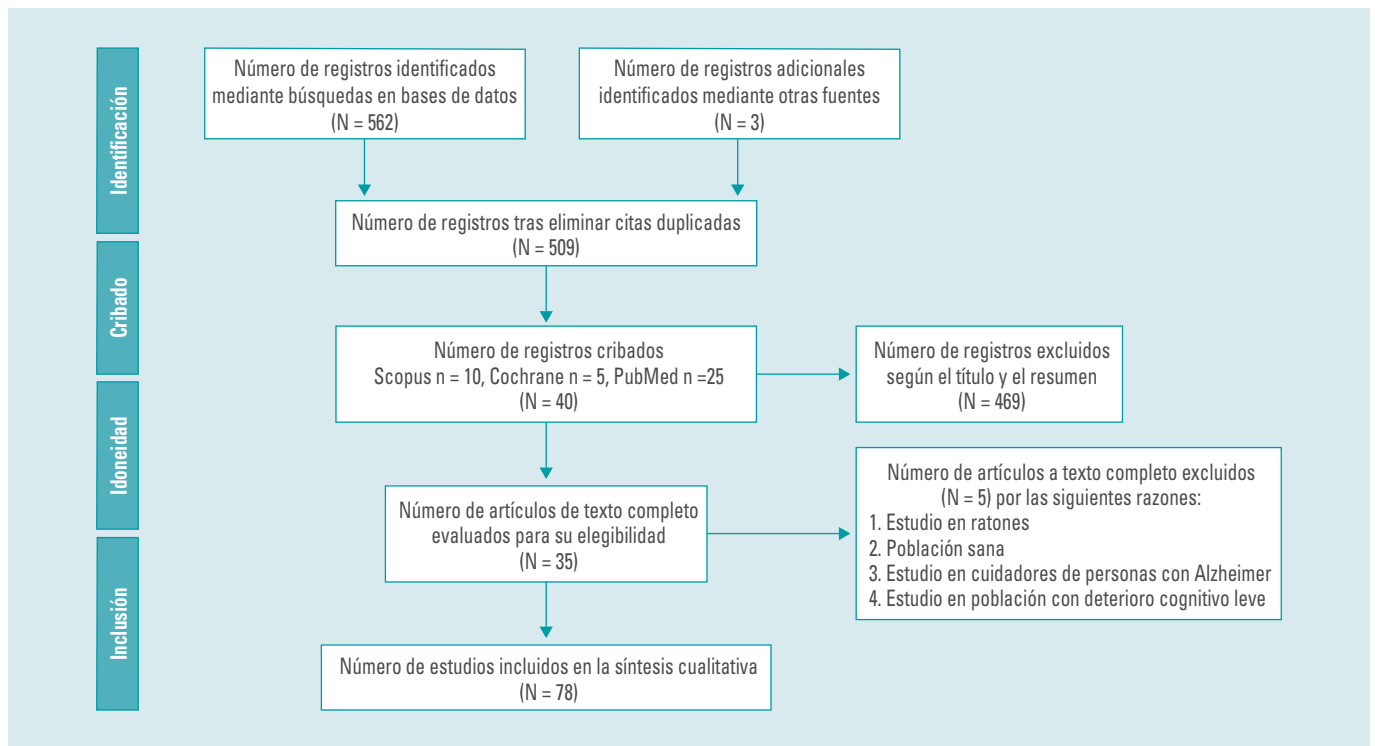 Identificación
Número de registros identificados
mediante búsquedas en bases de datos
(N = 562)
Número de registros adicionales
identificados mediante otras fuentes
(N = 3)
Número de registros tras eliminar citas duplicadas
(N = 509)
Cribado
Número de registros cribados
Scopus n = 10, Cochrane n = 5, PubMed n =25
(N = 40)
Número de registros excluidos
según el título y el resumen
(N = 469)
Idoneidad
Número de artículos de texto completo
evaluados para su elegibilidad
(N = 35)
Número de artículos a texto completo excluidos
(N = 5) por las siguientes razones:
1. Estudio en ratones
2. Población sana
3. Estudio en cuidadores de personas con Alzheimer
4. Estudio en población con deterioro cognitivo leve
Inclusión
Número de estudios incluidos en la síntesis cualitativa
(N = 78)